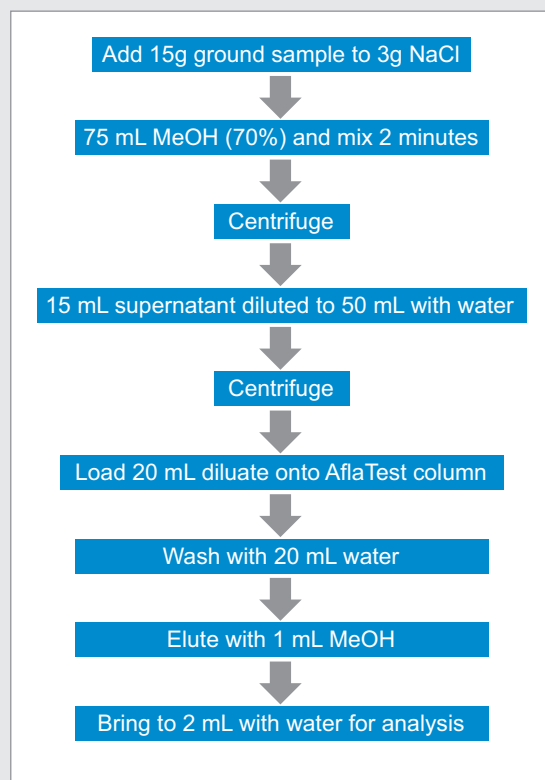 Add 15g ground sample to 3g NaCl
75 mL MeOH (70%) and mix 2 minutes
Centrifuge
15 mL supernatant diluted to 50 mL with water
Centrifuge
Load 20 mL diluate onto AflaTest column
Wash with 20 mL water
Elute with 1 mL MeOH
Bring to 2 mL with water for analysis